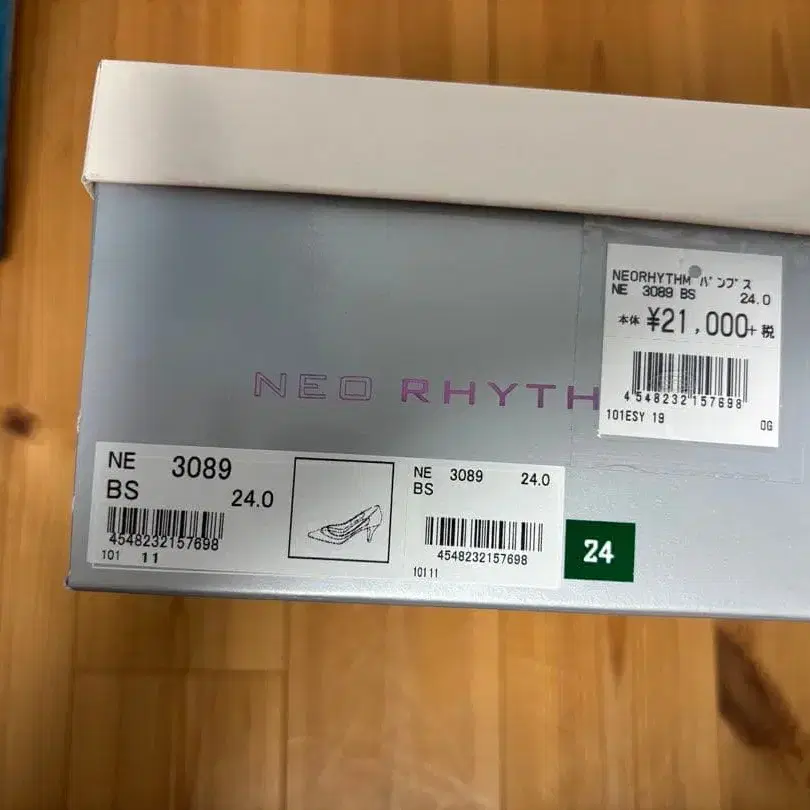 NEORHYTHM パンプス
NE 3089 BS 24.0
本体 ¥21,000+税
4548232157698
101ESY 19 0G
NEO RHYTH
NE 3089
BS 24.0
4548232157698
101 11
NE 3089 24.0
BS
4548232157698
10111
24